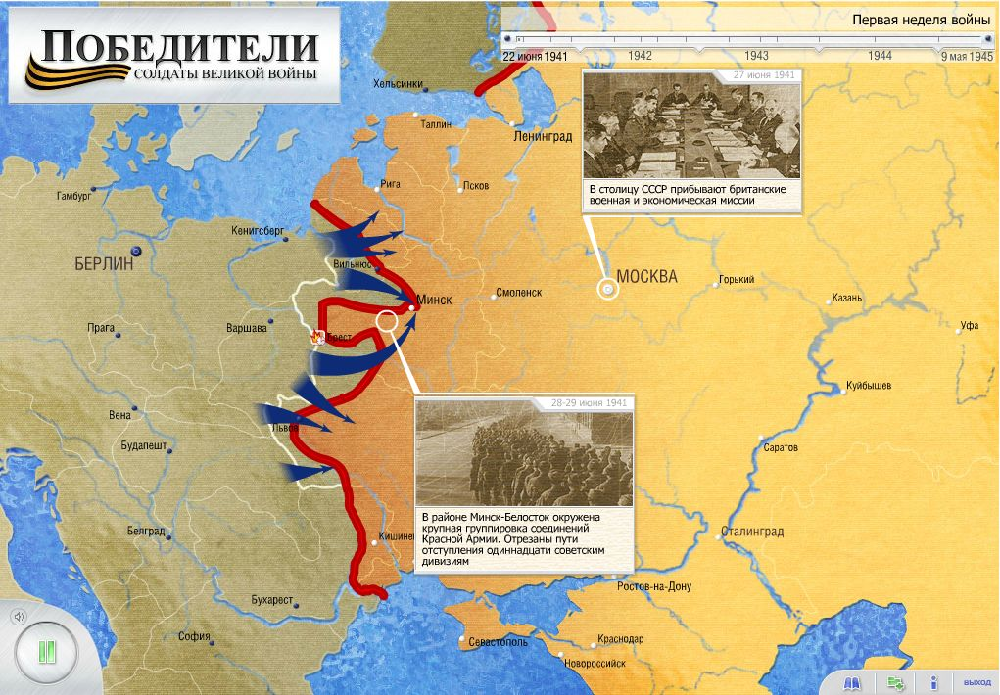 ПОБЕДИТЕЛИ
СОЛДАТЫ ВЕЛИКОЙ ВОЙНЫ
Первая неделя войны
22 июня 1941
1942
1943
1944
9 мая 1945
27 июня 1941
В столицу СССР прибывают британские
военная и экономическая миссии
Хельсинки
Таллин
Ленинград
Рига
Псков
Гамбург
Кенигсберг
БЕРЛИН
Вильнюс
МОСКВА
Горький
Смоленск
Минск
Казань
Прага
Варшава
Брест
Уфа
Куйбышев
Вена
Львов
Будапешт
Саратов
28-29 июня 1941
В районе Минск-Белосток окружена
крупная группировка соединений
Красной Армии. Отрезаны пути
отступления одиннадцати советским
дивизиям
Белград
Кишинев
Сталинград
Бухарест
Ростов-на-Дону
София
Севастополь
Краснодар
Новороссийск
выход